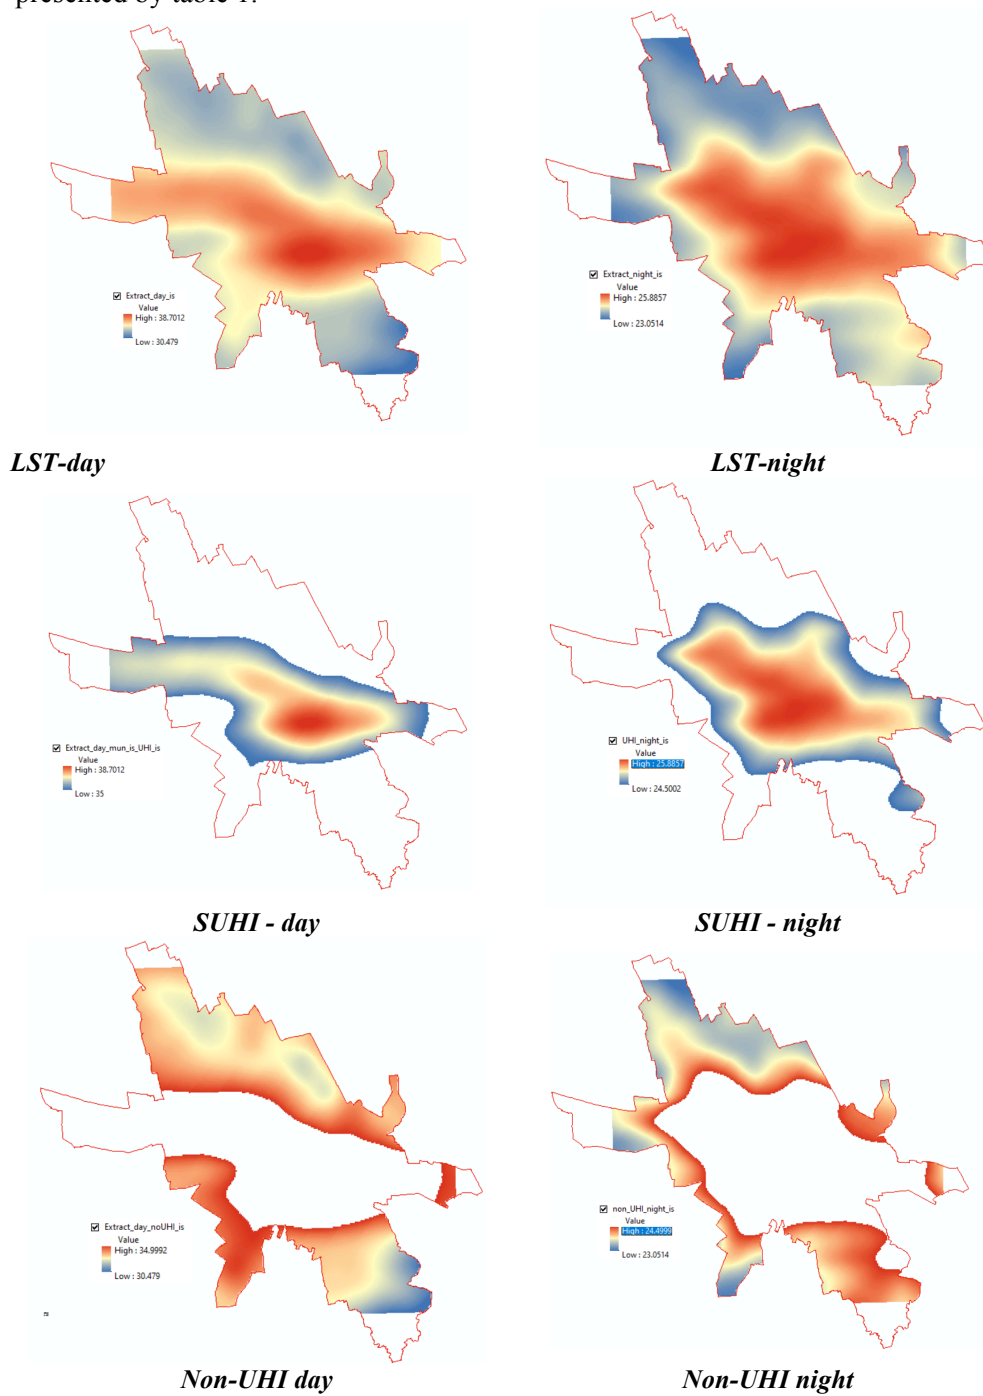 presented by table 1.
Extract_day_is
Value
High : 38.7012
Low : 30.479
Extract_night_is
Value
High : 25.8857
Low : 23.0514
LST-day
LST-night
Extract_day_mun_is_UHI_is
Value
High : 38.7012
Low : 35
UHI_night_is
Value
High : 25.8857
Low : 24.5002
SUHI - day
SUHI - night
Extract_day_noUHI_is
Value
High : 34.9992
Low : 30.479
non_UHI_night_is
Value
High : 24.4999
Low : 23.0514
Non-UHI day
Non-UHI night